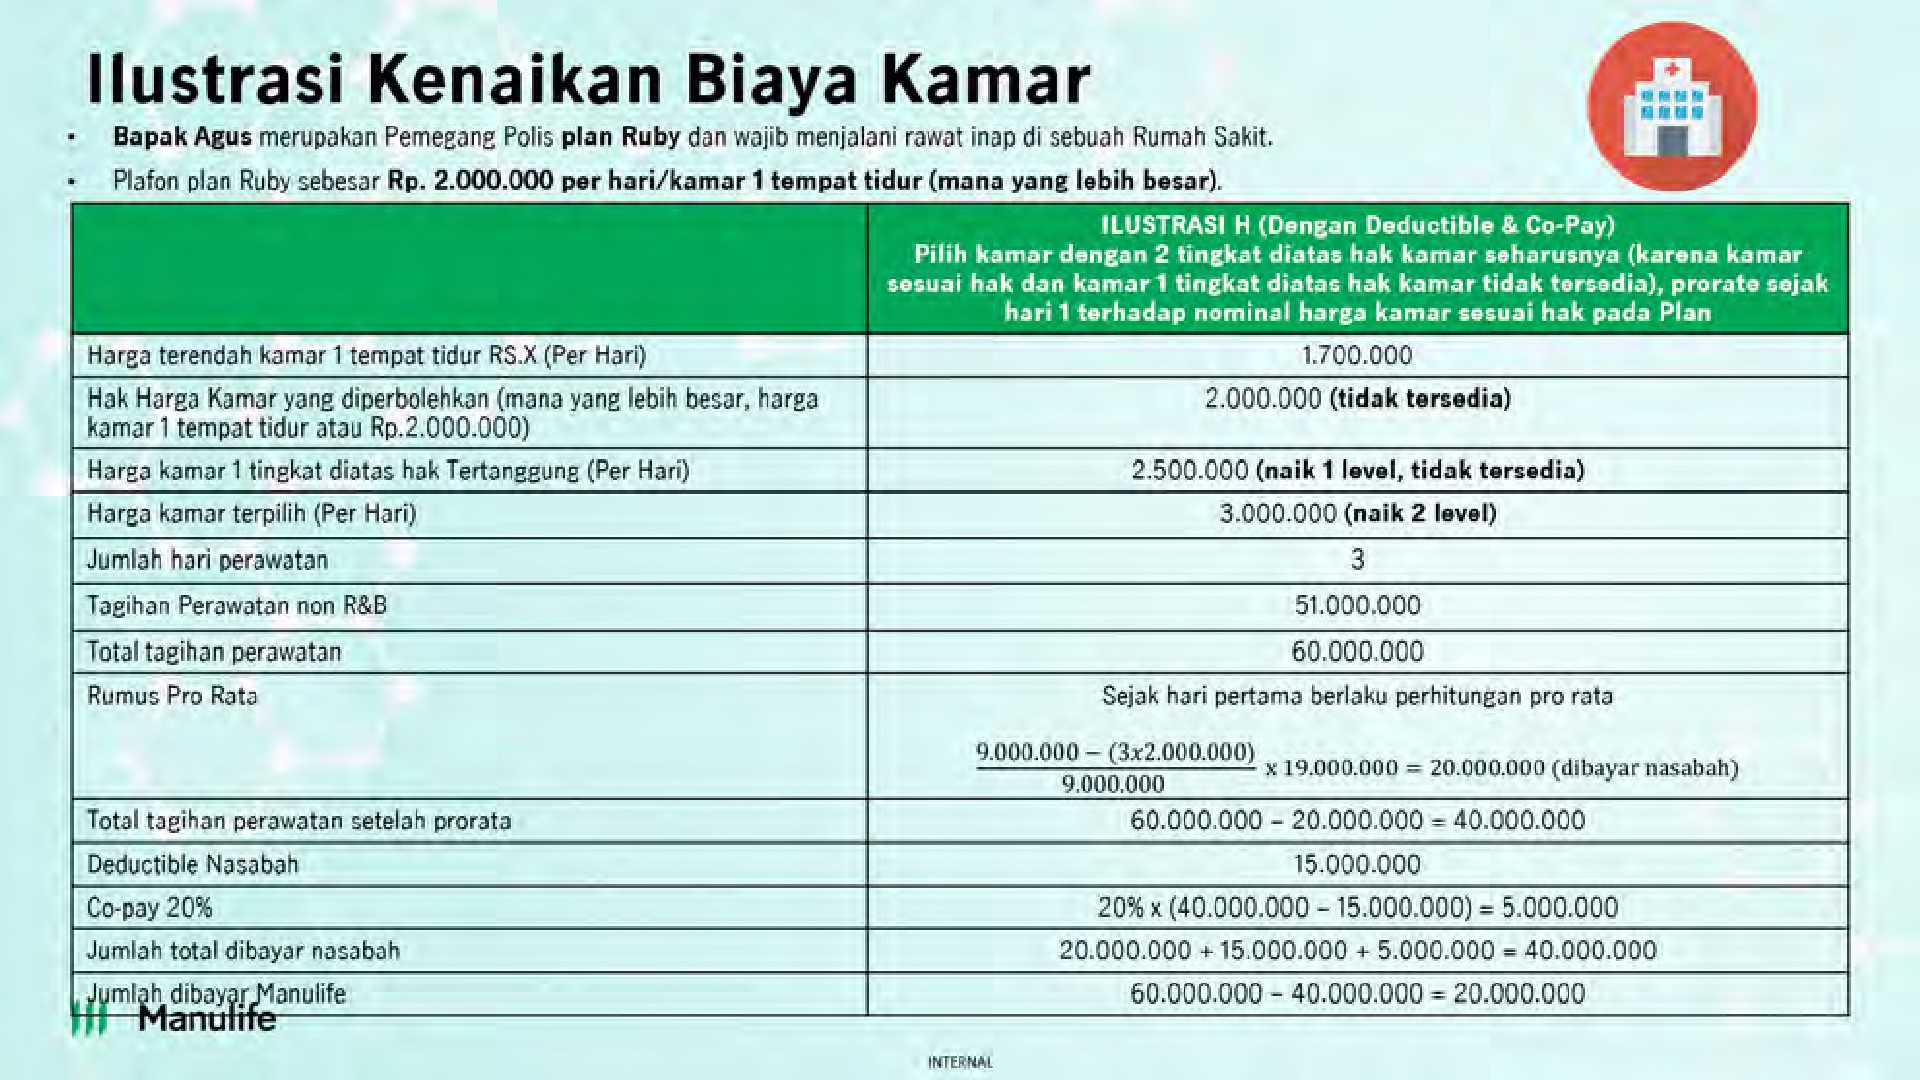 Ilustrasi Kenaikan Biaya Kamar
• Bapak Agus merupakan Pemegang Polis plan Ruby dan wajib menjalani rawat inap di sebuah Rumah Sakit.
• Plafon plan Ruby sebesar Rp. 2.000.000 per hari/kamar 1 tempat tidur (mana yang lebih besar).
ILUSTRASI H (Dengan Deductible & Co-Pay)
Pilih kamar dengan 2 tingkat diatas hak kamar seharusnya (karena kamar
sesuai hak dan kamar 1 tingkat diatas hak kamar tidak tersedia), prorate sejak
hari 1 terhadap nominal harga kamar sesuai hak pada Plan
Harga terendah kamar 1 tempat tidur RS.X (Per Hari) 1.700.000
Hak Harga Kamar yang diperbolehkan (mana yang lebih besar, harga 2.000.000 (tidak tersedia)
kamar 1 tempat tidur atau Rp.2.000.000)
Harga kamar 1 tingkat diatas hak Tertanggung (Per Hari) 2.500.000 (naik 1 level, tidak tersedia)
Harga kamar terpilih (Per Hari) 3.000.000 (naik 2 level)
Jumlah hari perawatan 3
Tagihan Perawatan non R&B 51.000.000
Total tagihan perawatan 60.000.000
Rumus Pro Rata Sejak hari pertama berlaku perhitungan pro rata
9.000.000 – (3x2.000.000)
x 19.000.000 = 20.000.000 (dibayar nasabah)
9.000.000
Total tagihan perawatan setelah prorata 60.000.000 – 20.000.000 = 40.000.000
Deductible Nasabah 15.000.000
Co-pay 20% 20% x (40.000.000 – 15.000.000) = 5.000.000
Jumlah total dibayar nasabah 20.000.000 + 15.000.000 + 5.000.000 = 40.000.000
Jumlah dibayar Manulife 60.000.000 – 40.000.000 = 20.000.000
Manulife
INTERNAL